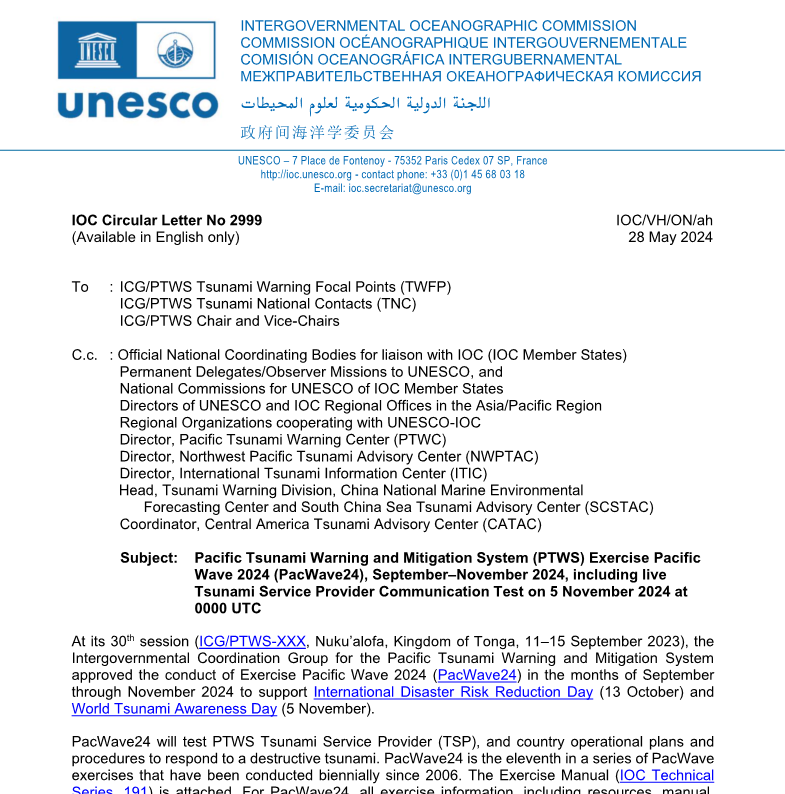 unesco
INTERGOVERNMENTAL OCEANOGRAPHIC COMMISSION
COMMISSION OCÉANOGRAPHIQUE INTERGOUVERNEMENTALE
COMISIÓN OCEANOGRÁFICA INTERGUBERNAMENTAL
МЕЖПРАВИТЕЛЬСТВЕННАЯ ОКЕАНОГРАФИЧЕСКАЯ КОМИССИЯ
اللجنة الدولية الحكومية لعلوم المحيطات
政府间海洋学委员会
UNESCO – 7 Place de Fontenoy - 75352 Paris Cedex 07 SP, France
http://ioc.unesco.org - contact phone: +33 (0)1 45 68 03 18
E-mail: ioc.secretariat@unesco.org
IOC Circular Letter No 2999 IOC/VH/ON/ah
(Available in English only) 28 May 2024
To : ICG/PTWS Tsunami Warning Focal Points (TWFP)
ICG/PTWS Tsunami National Contacts (TNC)
ICG/PTWS Chair and Vice-Chairs
C.c. : Official National Coordinating Bodies for liaison with IOC (IOC Member States)
Permanent Delegates/Observer Missions to UNESCO, and
National Commissions for UNESCO of IOC Member States
Directors of UNESCO and IOC Regional Offices in the Asia/Pacific Region
Regional Organizations cooperating with UNESCO-IOC
Director, Pacific Tsunami Warning Center (PTWC)
Director, Northwest Pacific Tsunami Advisory Center (NWPTAC)
Director, International Tsunami Information Center (ITIC)
Head, Tsunami Warning Division, China National Marine Environmental
Forecasting Center and South China Sea Tsunami Advisory Center (SCSTAC)
Coordinator, Central America Tsunami Advisory Center (CATAC)
Subject: Pacific Tsunami Warning and Mitigation System (PTWS) Exercise Pacific
Wave 2024 (PacWave24), September–November 2024, including live
Tsunami Service Provider Communication Test on 5 November 2024 at
0000 UTC
At its 30th session (ICG/PTWS-XXX, Nuku’alofa, Kingdom of Tonga, 11–15 September 2023), the
Intergovernmental Coordination Group for the Pacific Tsunami Warning and Mitigation System
approved the conduct of Exercise Pacific Wave 2024 (PacWave24) in the months of September
through November 2024 to support International Disaster Risk Reduction Day (13 October) and
World Tsunami Awareness Day (5 November).
PacWave24 will test PTWS Tsunami Service Provider (TSP), and country operational plans and
procedures to respond to a destructive tsunami. PacWave24 is the eleventh in a series of PacWave
exercises that have been conducted biennially since 2006. The Exercise Manual (IOC Technical
Series, 191) is attached. For PacWave24, all exercise information, including resources, manual,